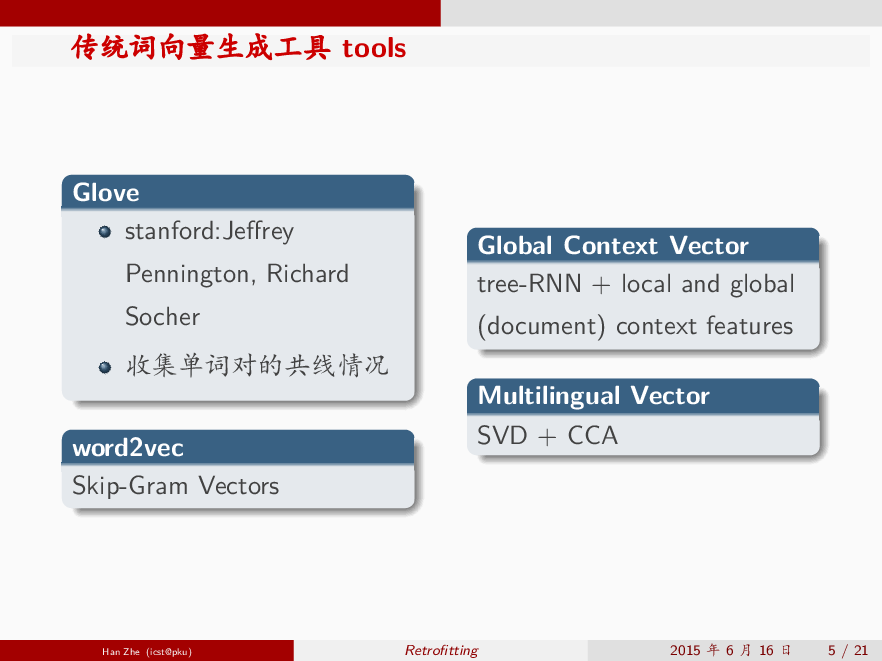 传统词向量生成工具 tools
Glove
stanford:Jeffrey
Pennington, Richard
Socher
收集单词对的共线情况
word2vec
Skip-Gram Vectors
Global Context Vector
tree-RNN + local and global
(document) context features
Multilingual Vector
SVD + CCA
Han Zhe (icst@pku)
Retrofitting
2015 年 6 月 16 日
5 / 21